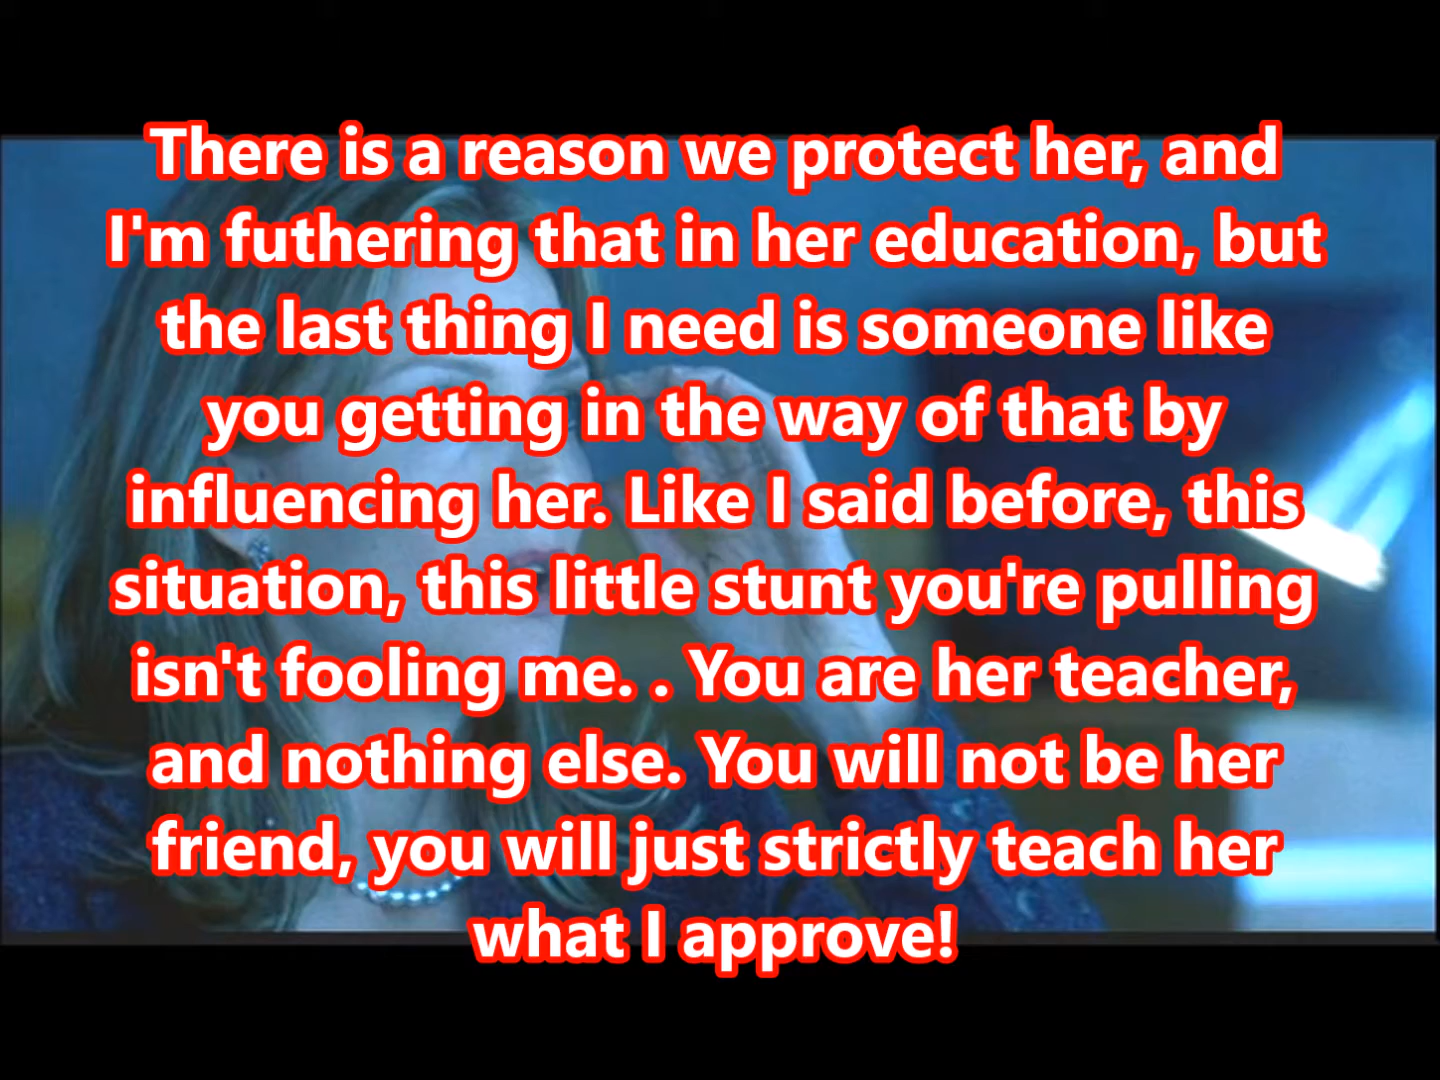 There is a reason we protect her, and
I'm futhering that in her education, but
the last thing I need is someone like
you getting in the way of that by
influencing her. Like I said before, this
situation, this little stunt you're pulling
isn't fooling me. . You are her teacher,
and nothing else. You will not be her
friend, you will just strictly teach her
what I approve!